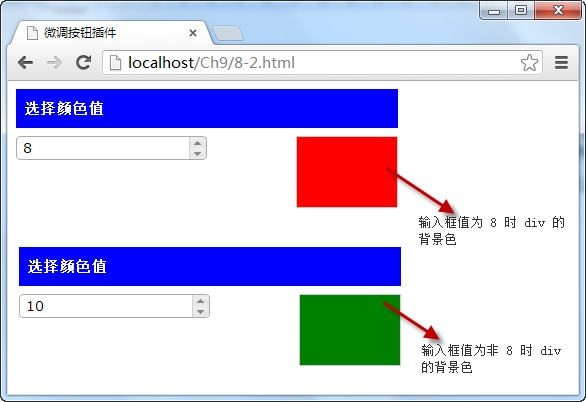 微调按钮插件
localhost/Ch9/8-2.html
选择颜色值
8
输入框值为 8 时 div 的
背景色
选择颜色值
10
输入框值为非 8 时 div
的背景色